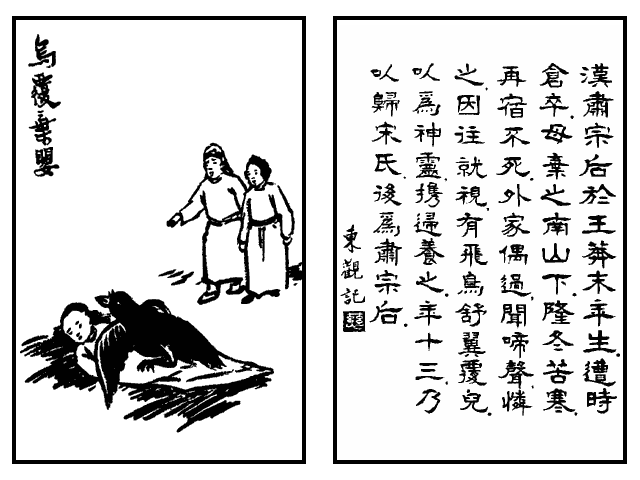 烏覆棄嬰
漢肅宗后於王莽末年生.遭時
倉卒.母棄之南山下.隆冬苦寒.
再宿不死.外家偶過.聞啼聲憐
之.因往就視.有飛鳥舒翼覆兒.
以爲神靈.携歸養之.年十三.乃
以歸宋氏.後爲肅宗后.
東觀記